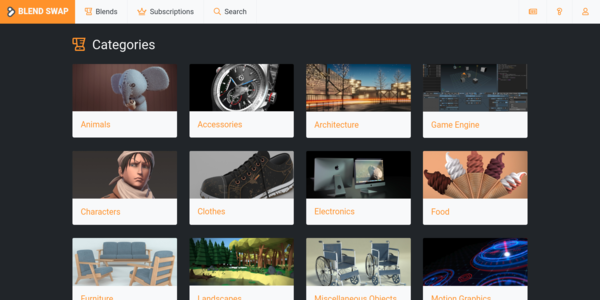 BLEND SWAP Blends Subscriptions Search
Categories
Animals Accessories Architecture Game Engine
Characters Clothes Electronics Food
Furniture Landscapes Miscellaneous Objects Motion Graphics